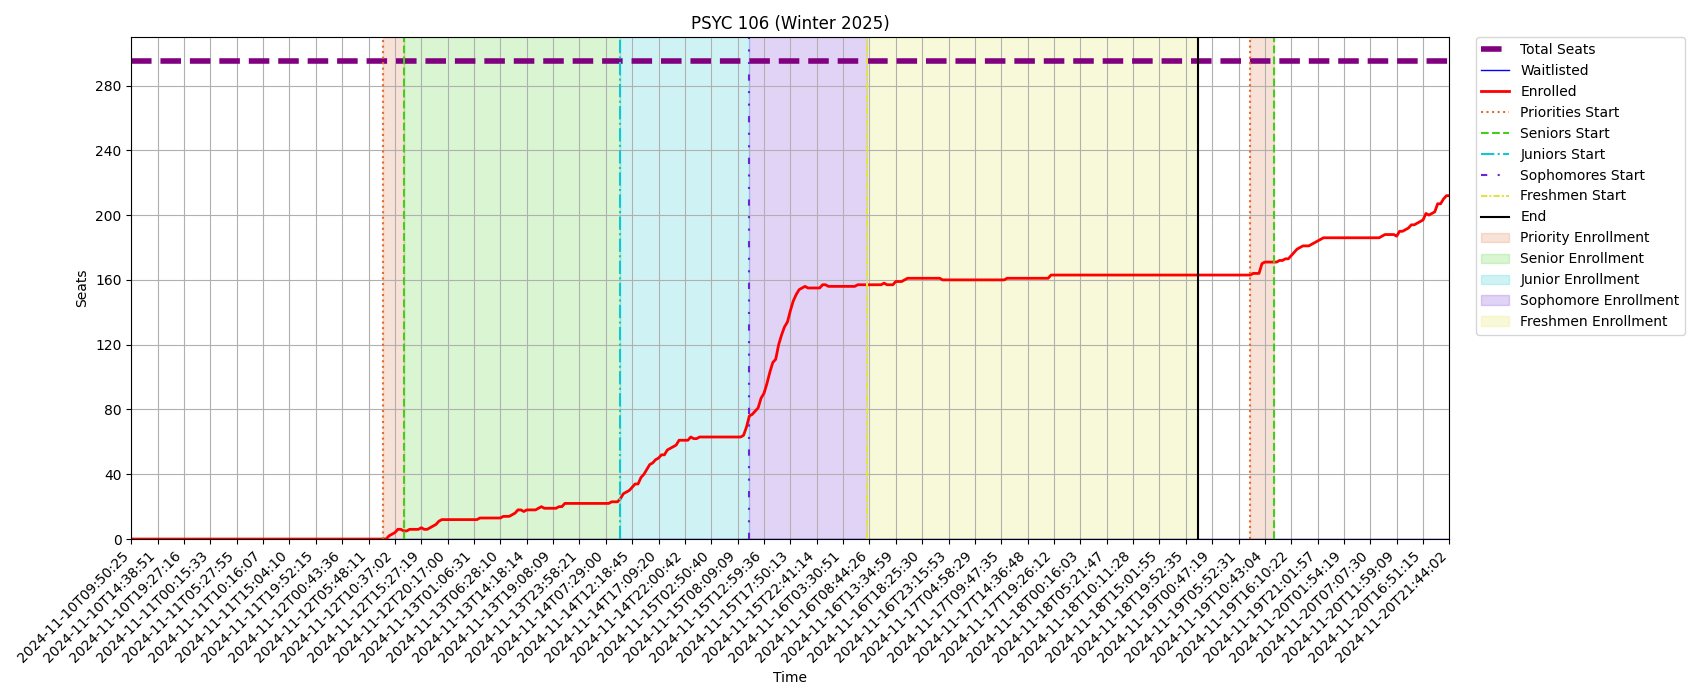 PSYC 106 (Winter 2025)
Seats
280
240
200
160
120
80
40
0
2024-11-10T09:50:25
2024-11-10T14:38:51
2024-11-10T19:27:16
2024-11-11T00:15:33
2024-11-11T05:27:55
2024-11-11T10:16:07
2024-11-11T15:04:10
2024-11-11T19:52:15
2024-11-12T00:43:36
2024-11-12T05:48:11
2024-11-12T10:37:02
2024-11-12T15:27:19
2024-11-12T20:17:00
2024-11-13T01:06:31
2024-11-13T06:28:10
2024-11-13T14:18:14
2024-11-13T19:08:09
2024-11-13T23:58:21
2024-11-14T07:29:00
2024-11-14T12:18:45
2024-11-14T17:09:20
2024-11-14T22:00:42
2024-11-15T02:50:40
2024-11-15T08:09:09
2024-11-15T12:59:36
2024-11-15T17:50:13
2024-11-15T22:41:14
2024-11-16T03:30:51
2024-11-16T08:44:26
2024-11-16T13:34:59
2024-11-16T18:25:30
2024-11-16T23:15:53
2024-11-17T04:58:29
2024-11-17T09:47:35
2024-11-17T14:36:48
2024-11-17T19:26:12
2024-11-18T00:16:03
2024-11-18T05:21:47
2024-11-18T10:11:28
2024-11-18T15:01:55
2024-11-18T19:52:35
2024-11-19T00:47:19
2024-11-19T05:52:31
2024-11-19T10:43:04
2024-11-19T16:10:22
2024-11-19T21:01:57
2024-11-20T01:54:19
2024-11-20T07:07:30
2024-11-20T11:59:09
2024-11-20T16:51:15
2024-11-20T21:44:02
Time
Total Seats
Waitlisted
Enrolled
Priorities Start
Seniors Start
Juniors Start
Sophomores Start
Freshmen Start
End
Priority Enrollment
Senior Enrollment
Junior Enrollment
Sophomore Enrollment
Freshmen Enrollment